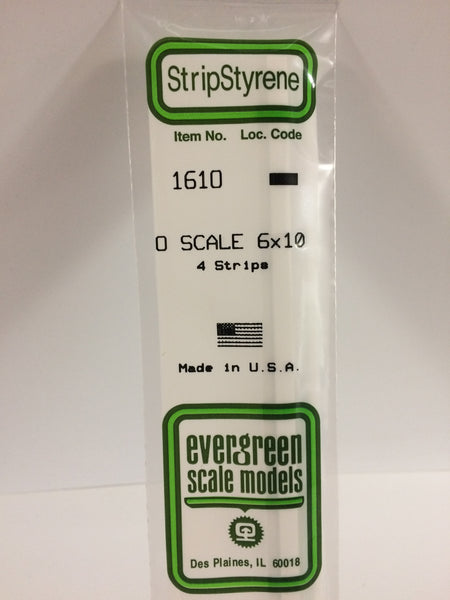 StripStyrene
Item No. Loc. Code
1610
O SCALE 6x10
4 Strips
Made in U.S.A.
evergreen
scale models
Des Plaines, IL 60018